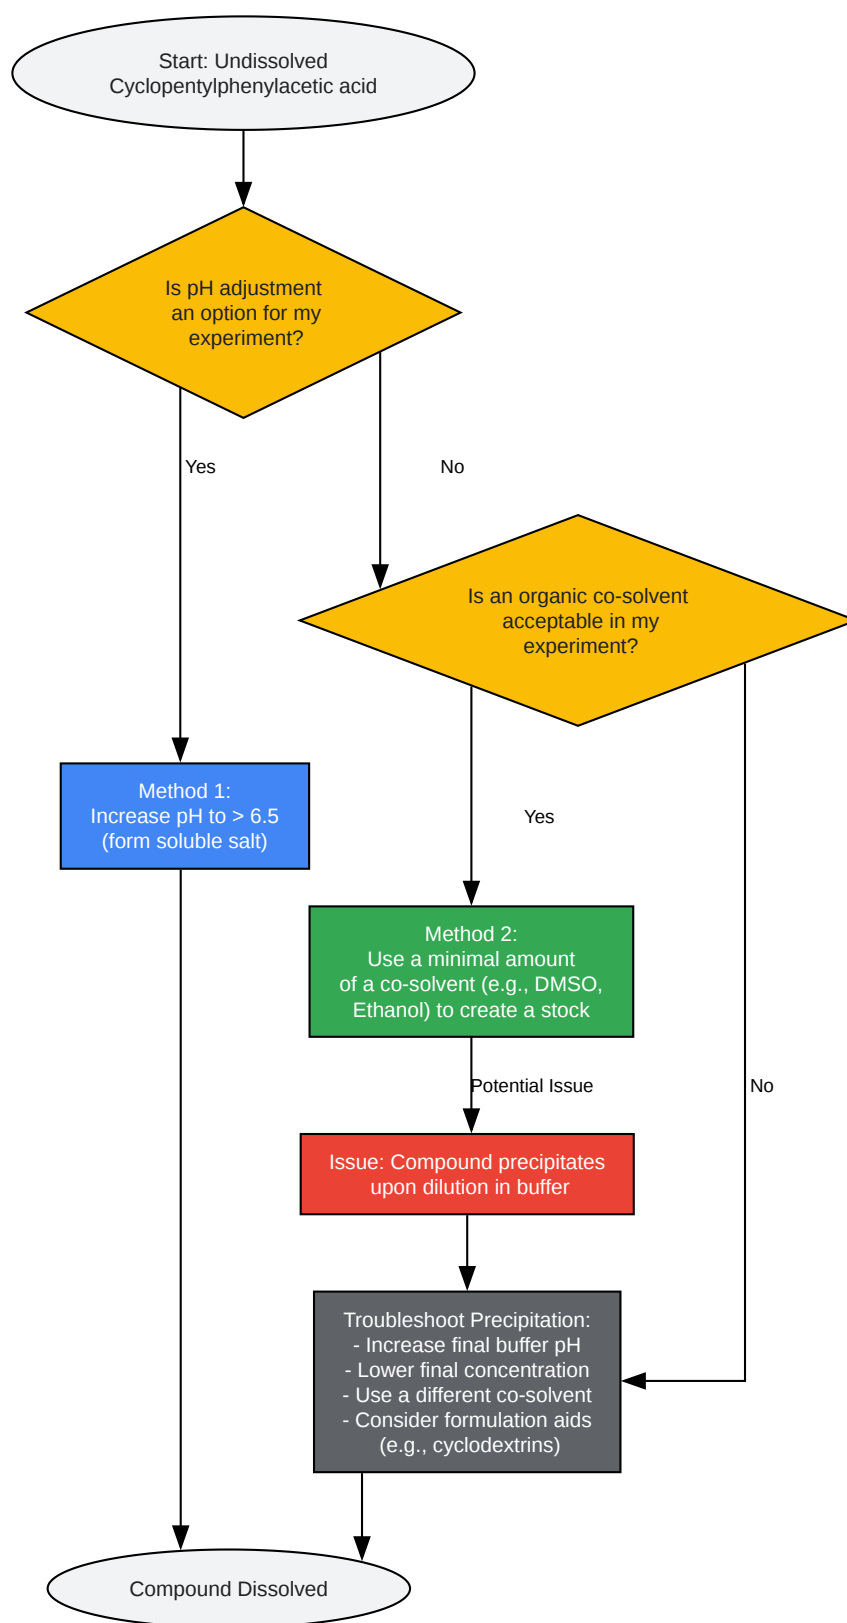 Start: Undissolved
Cyclopentylphenylacetic acid
Is pH adjustment
an option for my
experiment?
Yes
No
Is an organic co-solvent
acceptable in my
experiment?
Method 1:
Increase pH to > 6.5
(form soluble salt)
Yes
Method 2:
Use a minimal amount
of a co-solvent (e.g., DMSO,
Ethanol) to create a stock
Potential Issue
No
Issue: Compound precipitates
upon dilution in buffer
Troubleshoot Precipitation:
- Increase final buffer pH
- Lower final concentration
- Use a different co-solvent
- Consider formulation aids
(e.g., cyclodextrins)
Compound Dissolved